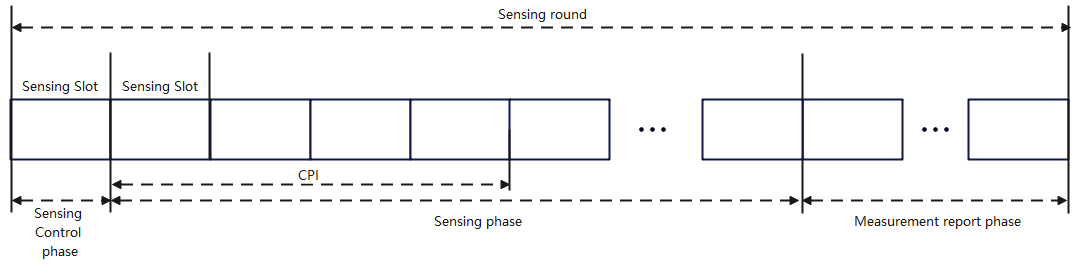 Sensing round
Sensing Slot
Sensing Slot
...
...
CPI
Sensing phase
Measurement report phase
Sensing
Control
phase